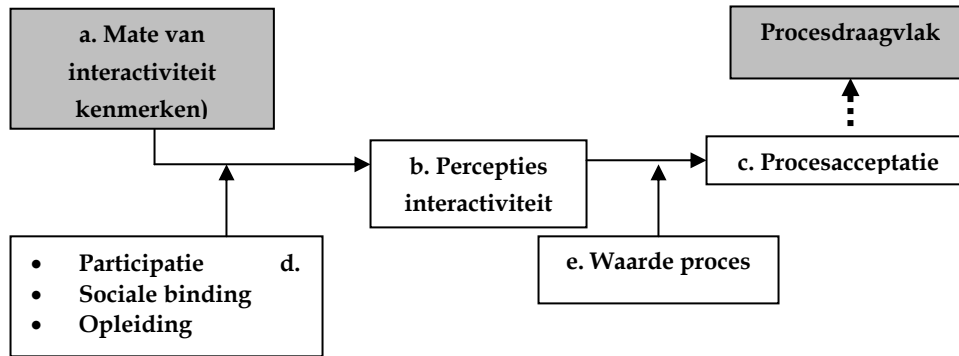 a. Mate van
interactiviteit
kenmerken)
Procesdraagvlak
b. Percepties
interactiviteit
c. Procesacceptatie
• Participatie d.
• Sociale binding
• Opleiding
e. Waarde proces